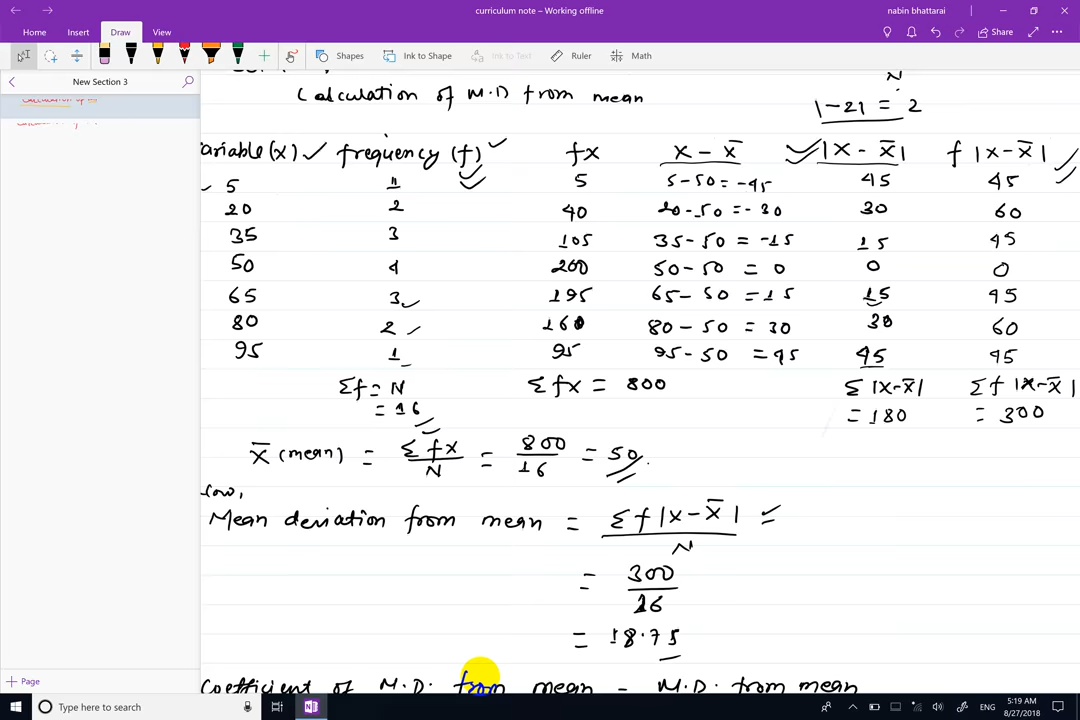 curriculum note – Working offline
nabin bhattarai
Home Insert Draw View
Share
Shapes Ink to Shape Ink to Text Ruler Math
New Section 3
N
Calculation of M.D from mean
|-2| = 2
variable (x) frequency (f) fx x - x̄ |x - x̄| f |x - x̄|
5 1 5 5-50 = -45 45 45
20 2 40 20-50 = -30 30 60
35 3 105 35-50 = -15 15 45
50 4 200 50-50 = 0 0 0
65 3 195 65-50 = 15 15 45
80 2 160 80-50 = 30 30 60
95 1 95 95-50 = 45 45 45
Σf = N Σfx = 800 Σ|x-x̄| Σf|x-x̄|
= 16 = 180 = 300
x̄ (mean) = Σfx/N = 800/16 = 50
Now,
Mean deviation from mean = Σf|x-x̄|/N
= 300/16
= 18.75
Coefficient of M.D. from mean = M.D. from mean
Page
Type here to search
ENG
5:19 AM
8/27/2018